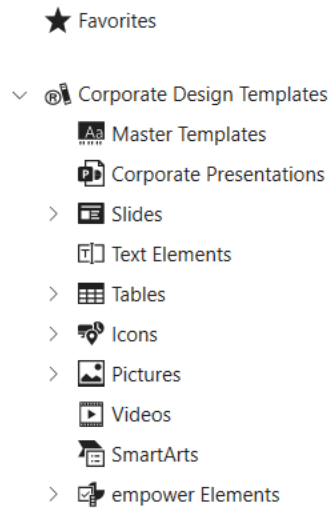 Favorites
Corporate Design Templates
Master Templates
Corporate Presentations
Slides
Text Elements
Tables
Icons
Pictures
Videos
SmartArts
empower Elements